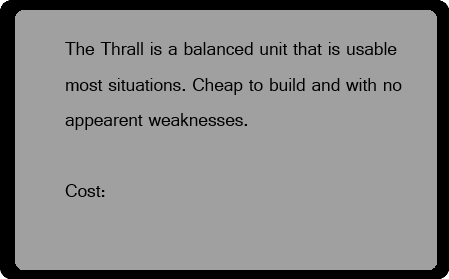 The Thrall is a balanced unit that is usable
most situations. Cheap to build and with no
appearent weaknesses.
Cost: